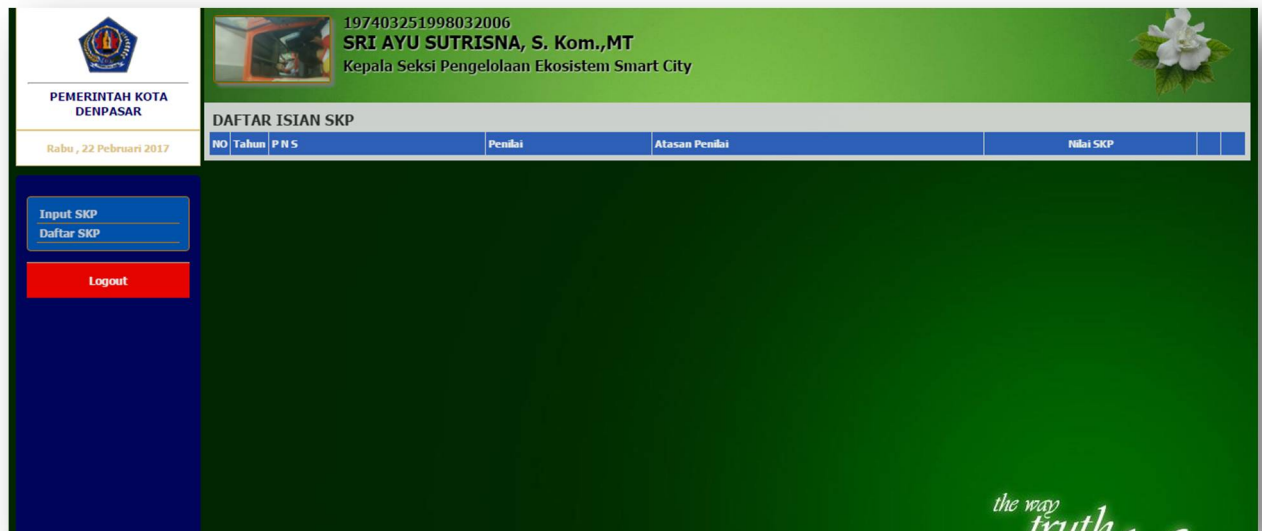 PEMERINTAH KOTA
DENPASAR
Rabu , 22 Pebruari 2017
Input SKP
Daftar SKP
Logout
197403251998032006
SRI AYU SUTRISNA, S. Kom.,MT
Kepala Seksi Pengelolaan Ekosistem Smart City
DAFTAR ISIAN SKP
NO Tahun P N S Penilai Atasan Penilai Nilai SKP
the way
truth